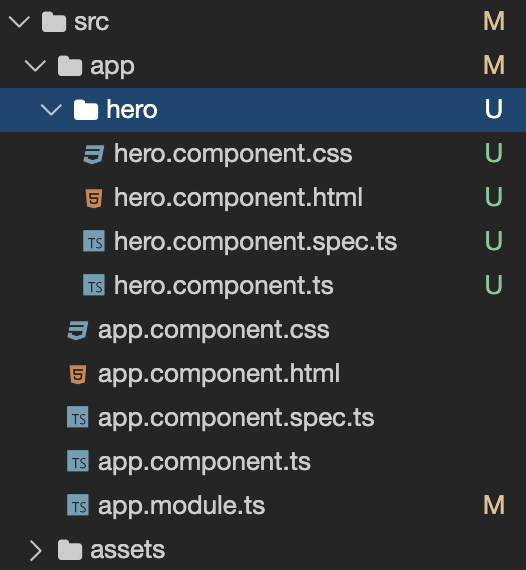 src M
app M
hero U
hero.component.css U
5 hero.component.html U
TS hero.component.spec.ts U
TS hero.component.ts U
app.component.css
5 app.component.html
TS app.component.spec.ts
TS app.component.ts
TS app.module.ts M
assets